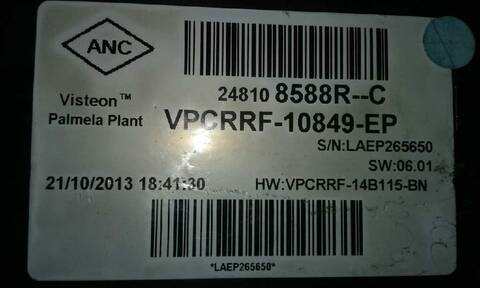 ANC
24810 8588R--C
Visteon™
Palmela Plant
VPCRRF-10849-EP
S/N:LAEP265650
SW:06.01
21/10/2013 18:41:30 HW:VPCRRF-14B115-BN
*LAEP265650*